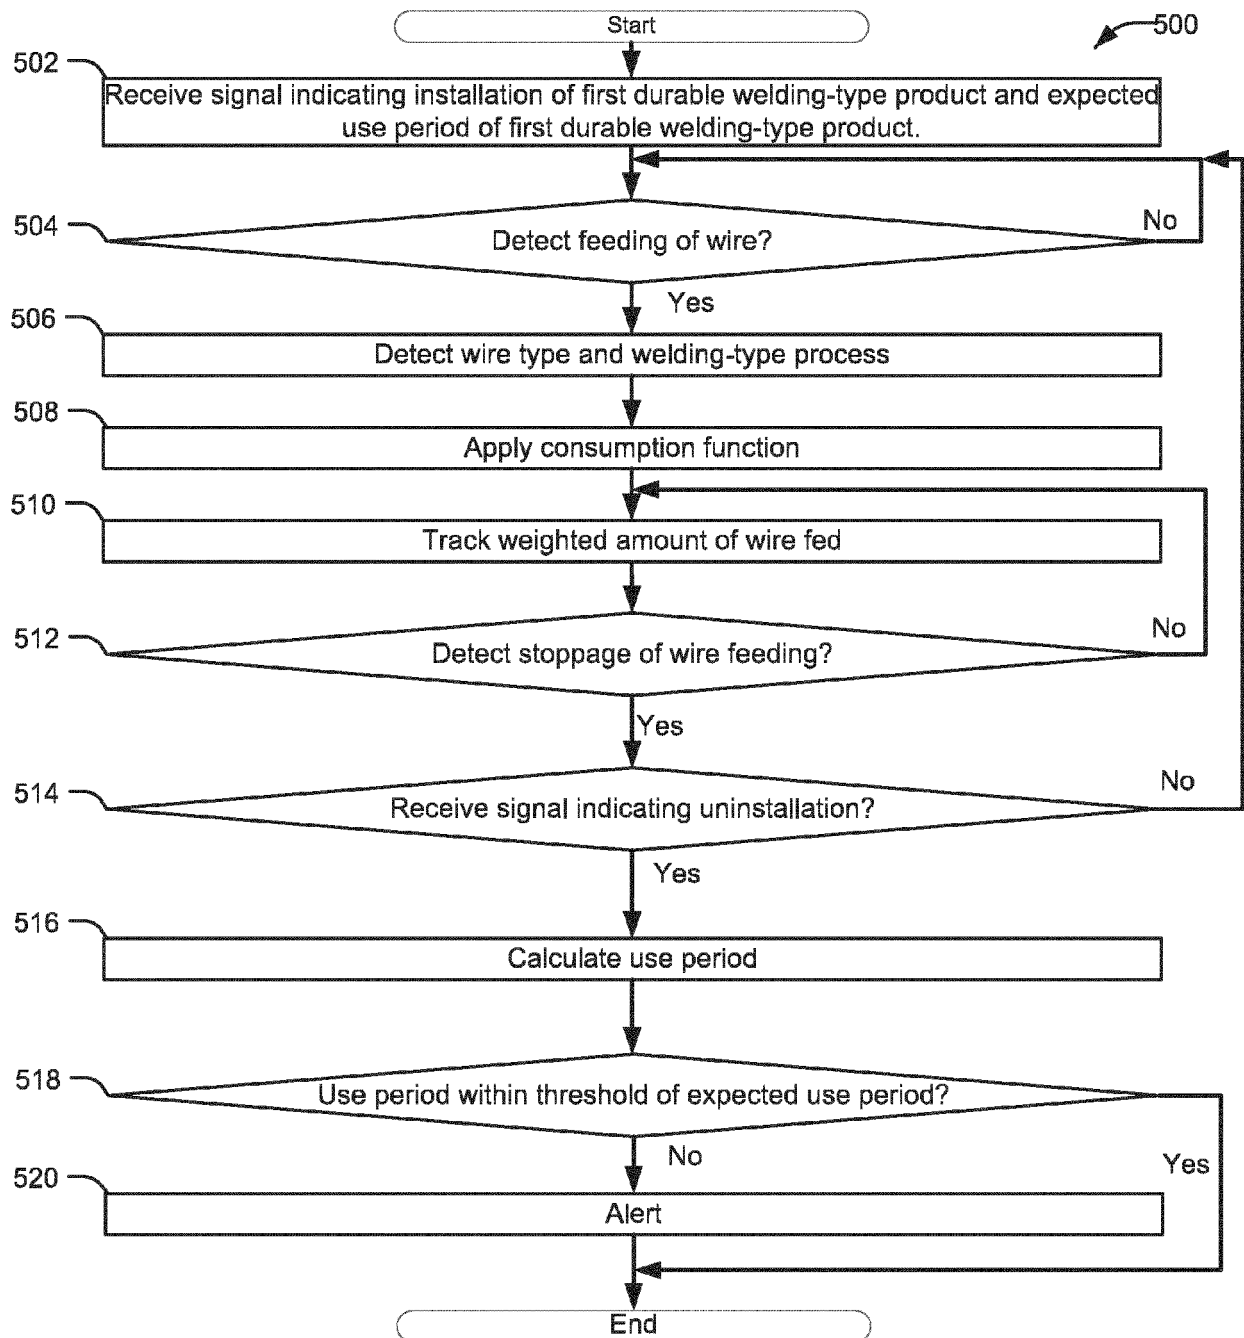 Start
500
502
Receive signal indicating installation of first durable welding-type product and expected
use period of first durable welding-type product.
504
Detect feeding of wire?
No
Yes
506
Detect wire type and welding-type process
508
Apply consumption function
510
Track weighted amount of wire fed
512
Detect stoppage of wire feeding?
No
Yes
514
Receive signal indicating uninstallation?
No
Yes
516
Calculate use period
518
Use period within threshold of expected use period?
No
Yes
520
Alert
End